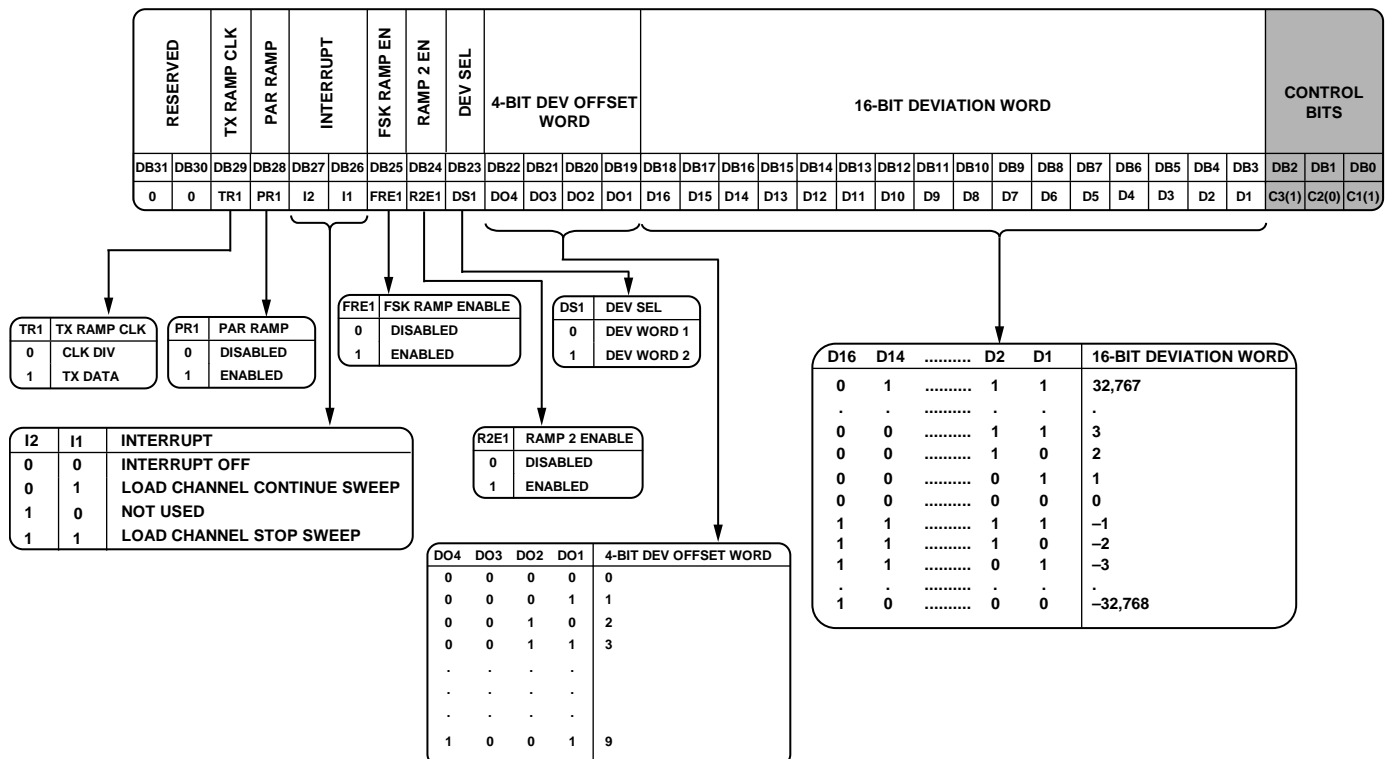 RESERVED
TX RAMP CLK
PAR RAMP
INTERRUPT
FSK RAMP EN
RAMP 2 EN
DEV SEL
4-BIT DEV OFFSET
WORD
16-BIT DEVIATION WORD
CONTROL
BITS
DB31 DB30 DB29 DB28 DB27 DB26 DB25 DB24 DB23 DB22 DB21 DB20 DB19 DB18 DB17 DB16 DB15 DB14 DB13 DB12 DB11 DB10 DB9 DB8 DB7 DB6 DB5 DB4 DB3 DB2 DB1 DB0
0 0 TR1 PR1 I2 I1 FRE1 R2E1 DS1 DO4 DO3 DO2 DO1 D16 D15 D14 D13 D12 D11 D10 D9 D8 D7 D6 D5 D4 D3 D2 D1 C3(1) C2(0) C1(1)
TR1 TX RAMP CLK
0 CLK DIV
1 TX DATA
PR1 PAR RAMP
0 DISABLED
1 ENABLED
FRE1 FSK RAMP ENABLE
0 DISABLED
1 ENABLED
DS1 DEV SEL
0 DEV WORD 1
1 DEV WORD 2
I2 I1 INTERRUPT
0 0 INTERRUPT OFF
0 1 LOAD CHANNEL CONTINUE SWEEP
1 0 NOT USED
1 1 LOAD CHANNEL STOP SWEEP
R2E1 RAMP 2 ENABLE
0 DISABLED
1 ENABLED
DO4 DO3 DO2 DO1 4-BIT DEV OFFSET WORD
0 0 0 0 0
0 0 0 1 1
0 0 1 0 2
0 0 1 1 3
. . . .
. . . .
. . . .
1 0 0 1 9
D16 D14 .......... D2 D1 16-BIT DEVIATION WORD
0 1 .......... 1 1 32,767
. . .......... . . .
0 0 .......... 1 1 3
0 0 .......... 1 0 2
0 0 .......... 0 1 1
0 0 .......... 0 0 0
1 1 .......... 1 1 –1
1 1 .......... 1 0 –2
1 1 .......... 0 1 –3
. . .......... . . .
1 0 .......... 0 0 –32,768